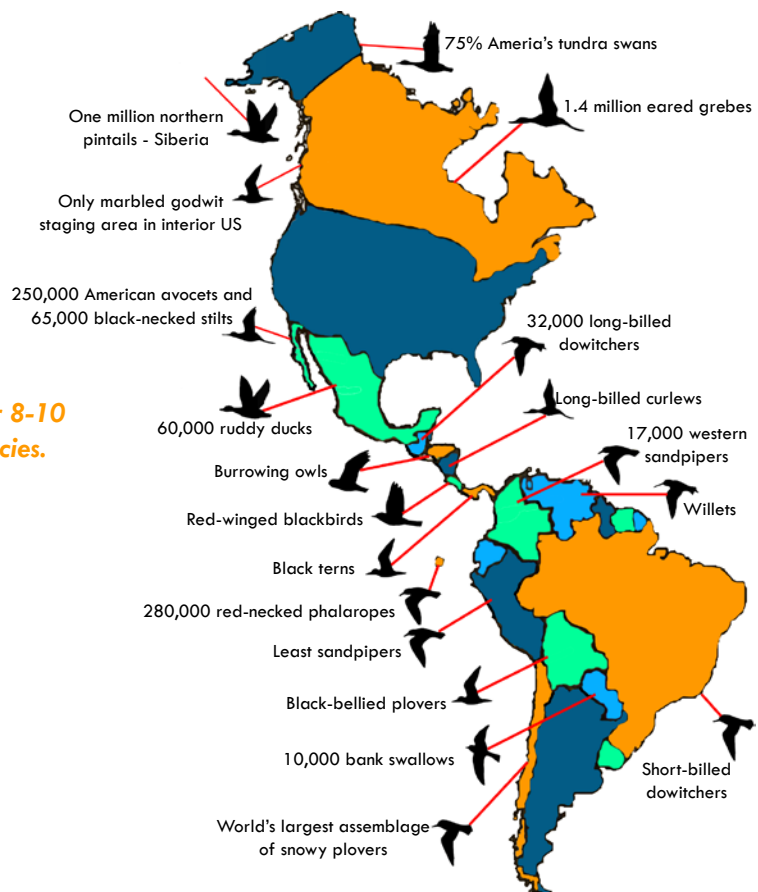 75% Ameria's tundra swans
One million northern
pintails - Siberia
1.4 million eared grebes
Only marbled godwit
staging area in interior US
250,000 American avocets and
65,000 black-necked stilts
32,000 long-billed
dowitchers
8-10
cies.
60,000 ruddy ducks
Long-billed curlews
17,000 western
sandpipers
Burrowing owls
Red-winged blackbirds
Willets
Black terns
280,000 red-necked phalaropes
Least sandpipers
Black-bellied plovers
10,000 bank swallows
Short-billed
dowitchers
World's largest assemblage
of snowy plovers